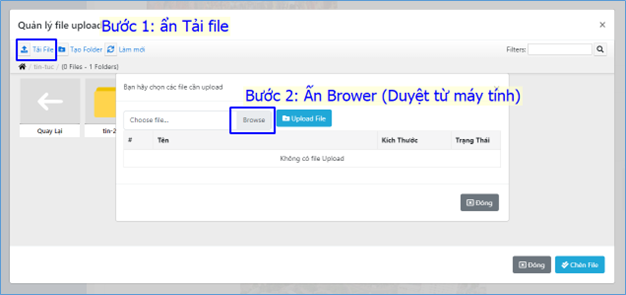 Quản lý file upload
Bước 1: ẩn Tải file
×
Tải File Tạo Folder Làm mới
Filters:
/ tin-tuc / (0 Files - 1 Folders)
Quay Lại
tin-2
Bạn hãy chọn các file cần upload
Bước 2: Ấn Brower (Duyệt từ máy tính)
Choose file... Browse Upload File
# Tên Kích Thước Trạng Thái
Không có file Upload
Đóng
Đóng Chèn File